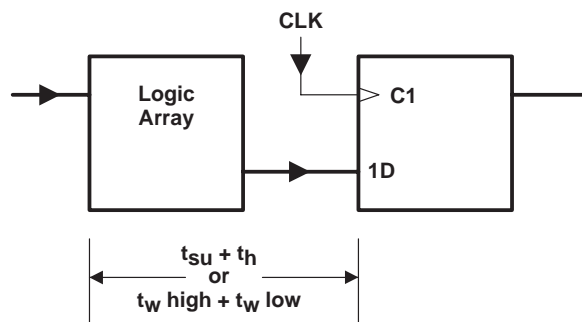 CLK
Logic
Array
C1
1D
tsu + th
or
tw high + tw low